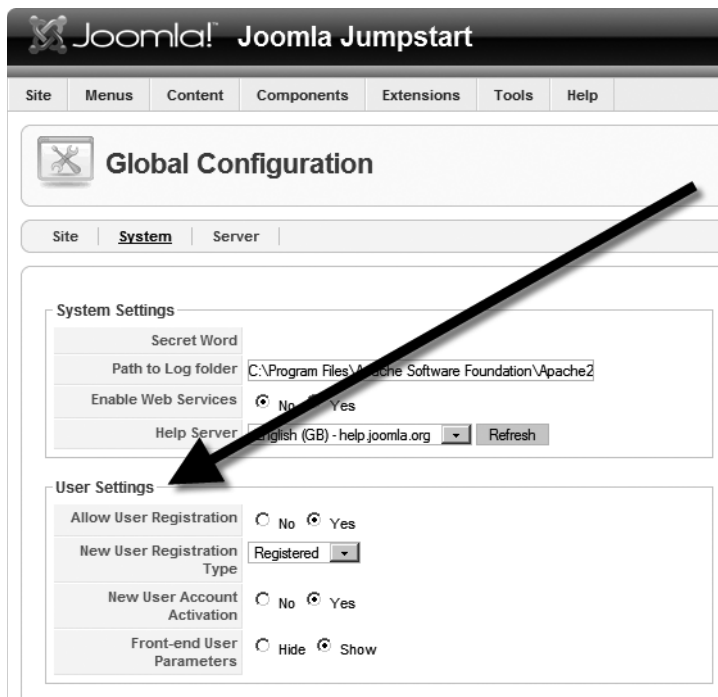 Joomla! Joomla Jumpstart
Site Menus Content Components Extensions Tools Help
Global Configuration
Site System Server
System Settings
Secret Word
Path to Log folder C:\Program Files\Apache Software Foundation\Apache2
Enable Web Services No Yes
Help Server English (GB) - help.joomla.org Refresh
User Settings
Allow User Registration No Yes
New User Registration Registered
Type
New User Account No Yes
Activation
Front-end User Hide Show
Parameters